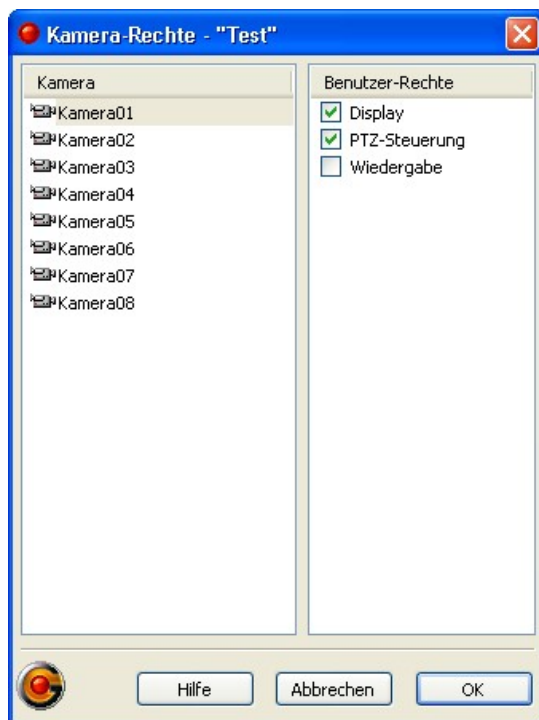 Kamera-Rechte - "Test"
Kamera
Kamera01
Kamera02
Kamera03
Kamera04
Kamera05
Kamera06
Kamera07
Kamera08
Benutzer-Rechte
Display
PTZ-Steuerung
Wiedergabe
Hilfe
Abbrechen
OK